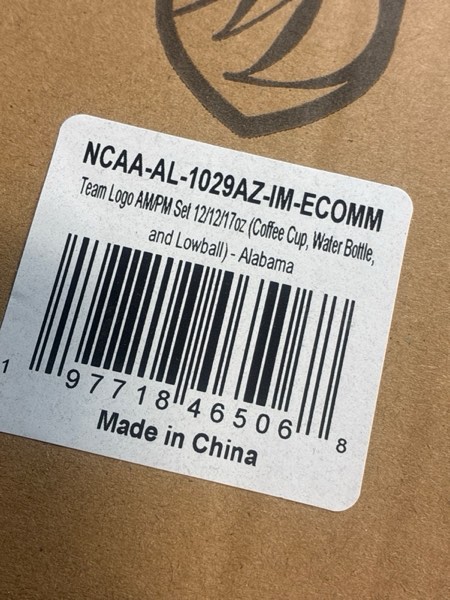 NCAA-AL-1029AZ-IM-ECOMM
Team Logo AM/PM Set 12/12/17oz (Coffee Cup, Water Bottle,
and Lowball) - Alabama
1 97718 46506 8
Made in China